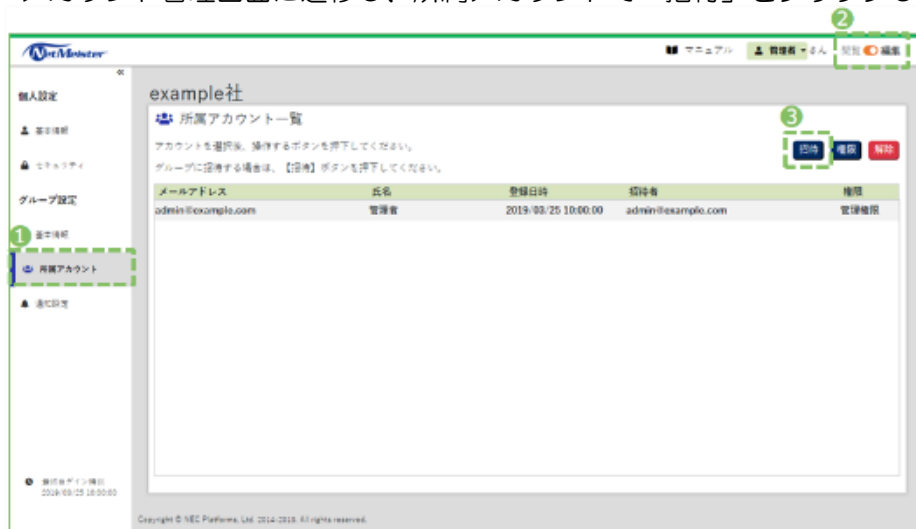 2
NetMeister
マニュアル
管理者 さん
閲覧 編集
個人設定
example社
基本情報
所属アカウント一覧
3
アカウントを選択後、操作するボタンを押下してください。
招待 権限 解除
セキュリティ
グループに招待する場合は、【招待】ボタンを押下してください。
グループ設定
メールアドレス 氏名 登録日時 招待者 権限
admin@example.com 管理者 2019/03/25 10:00:00 admin@example.com 管理権限
1
基本情報
所属アカウント
通知設定
2019/03/25 10:00:00
Copyright © NEC Platforms, Ltd. 2014-2018. All rights reserved.